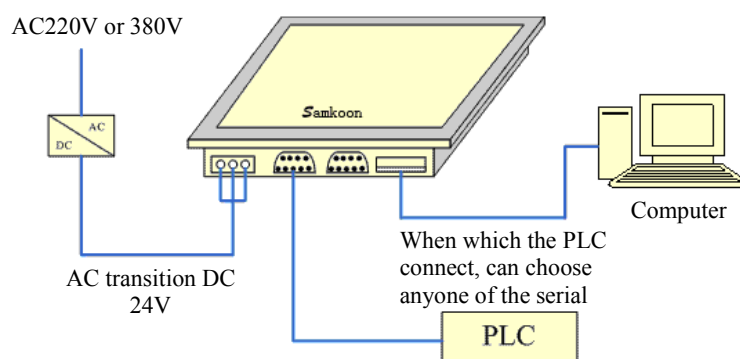 AC220V or 380V
AC
DC
Samkoon
Computer
AC transition DC
24V
When which the PLC
connect, can choose
anyone of the serial
PLC